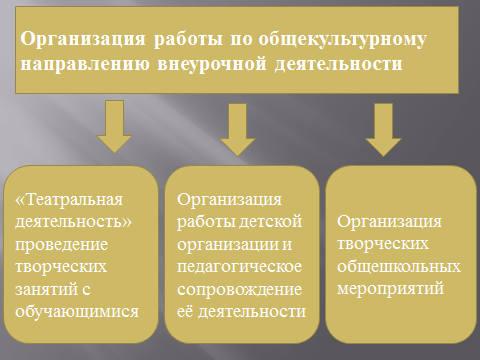 Организация работы по общекультурному
направлению внеурочной деятельности
«Театральная
деятельность»
проведение
творческих
занятий с
обучающимися
Организация
работы детской
организации и
педагогическое
сопровождение
её деятельности
Организация
творческих
общешкольных
мероприятий